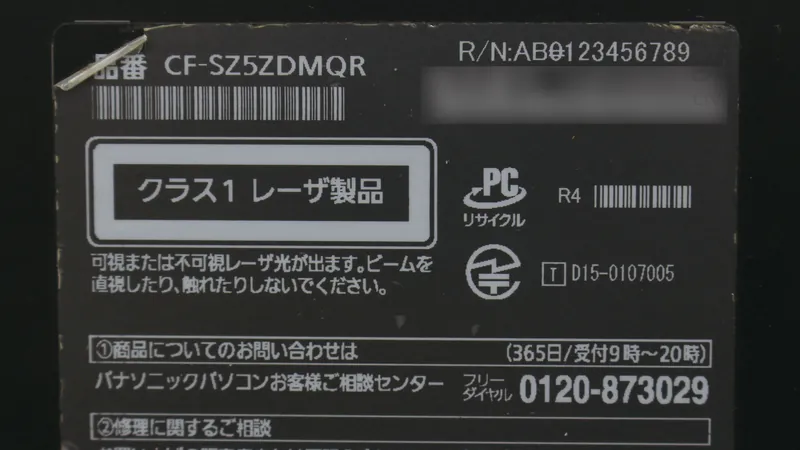 品番 CF-SZ5ZDMQR
R/N:AB0123456789
クラス1 レーザ製品
可視または不可視レーザ光が出ます。ビームを
直視したり、触れたりしないでください。
PC
リサイクル
R4
T D15-0107005
①商品についてのお問い合わせは (365日/受付9時～20時)
パナソニックパソコンお客様ご相談センター フリーダイヤル 0120-873029
②修理に関するご相談